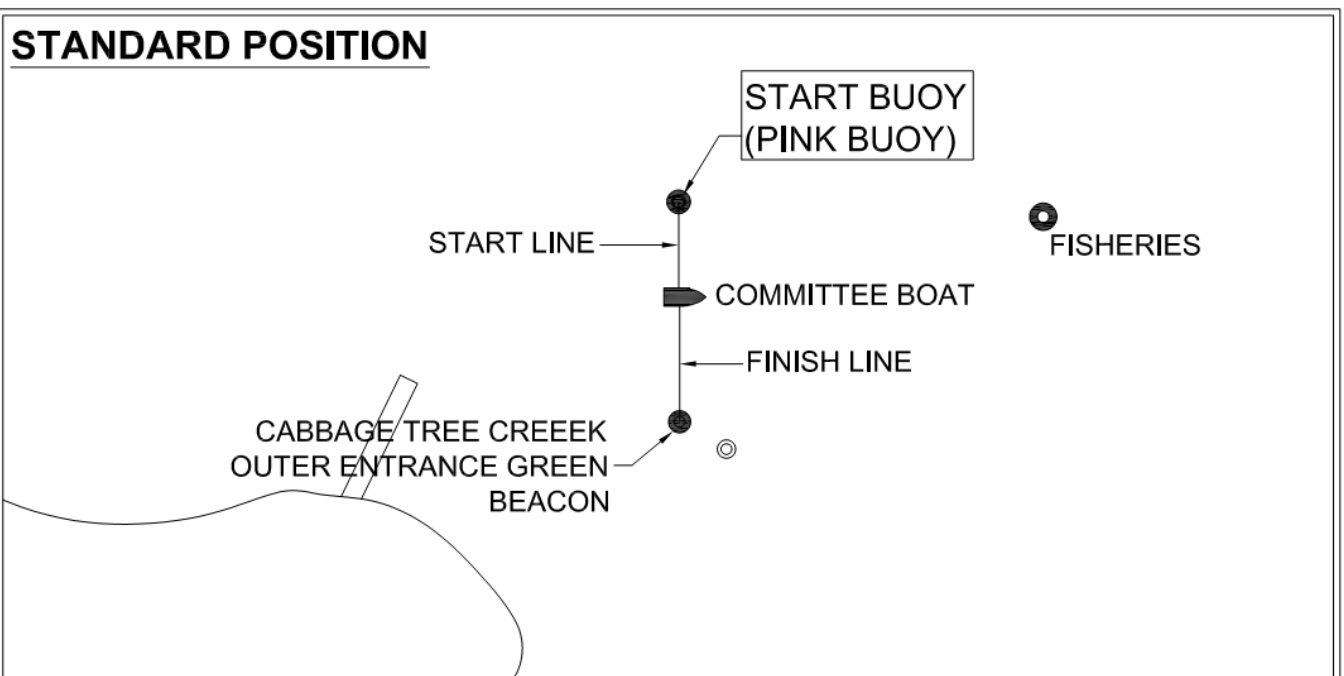 STANDARD POSITION
START BUOY
(PINK BUOY)
START LINE
FISHERIES
COMMITTEE BOAT
FINISH LINE
CABBAGE TREE CREEEK
OUTER ENTRANCE GREEN
BEACON